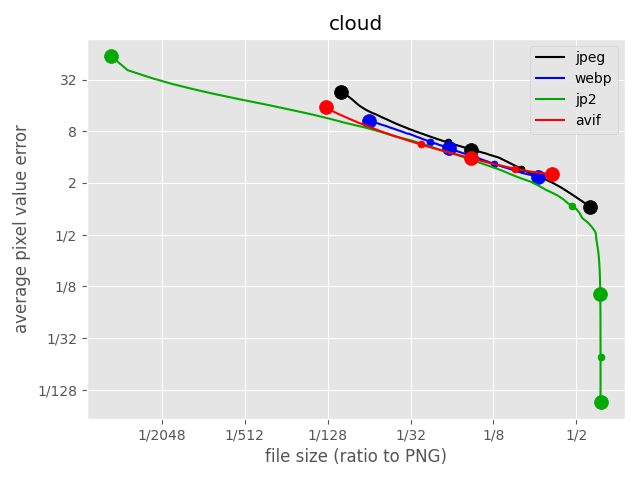 cloud
jpeg
webp
jp2
avif
average pixel value error
32
8
2
1/2
1/8
1/32
1/128
1/2048
1/512
1/128
1/32
1/8
1/2
file size (ratio to PNG)